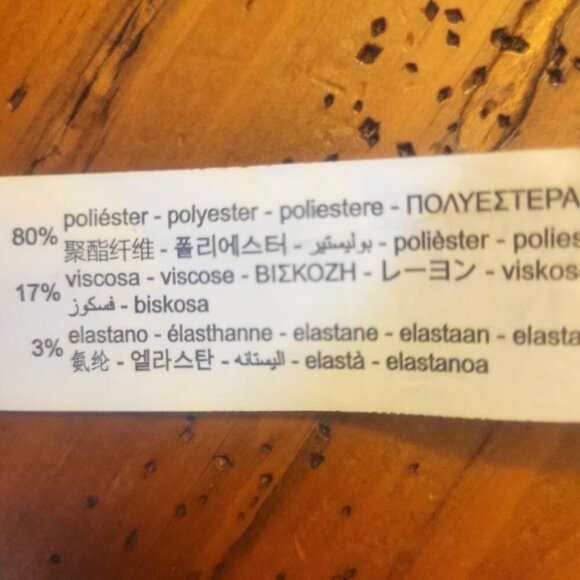 80% poliéster - polyester - poliestere - ΠΟΛΥΕΣΤΕΡΑ
聚酯纤维 - 폴리에스터 - بوليستير - polièster - polies
17% viscosa - viscose - ΒΙΣΚΟΖΗ - レーヨン - viskos
فسكوز - biskosa
3% elastano - élasthanne - elastane - elastaan - elasta
氨纶 - 엘라스탄 - اليستانه - elastà - elastanoa